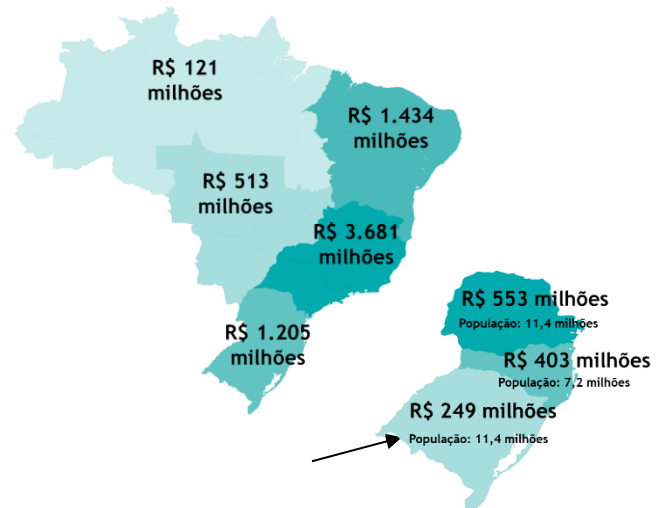 R$ 121
milhões
R$ 1.434
milhões
R$ 513
milhões
R$ 3.681
milhões
R$ 1.205
milhões
R$ 553 milhões
População: 11,4 milhões
R$ 403 milhões
População: 7,2 milhões
R$ 249 milhões
População: 11,4 milhões